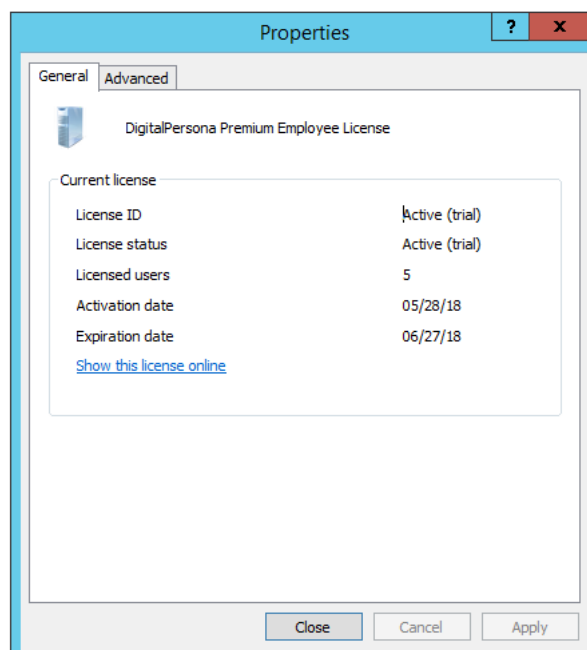 Properties
? x
General Advanced
DigitalPersona Premium Employee License
Current license
License ID Active (trial)
License status Active (trial)
Licensed users 5
Activation date 05/28/18
Expiration date 06/27/18
Show this license online
Close Cancel Apply